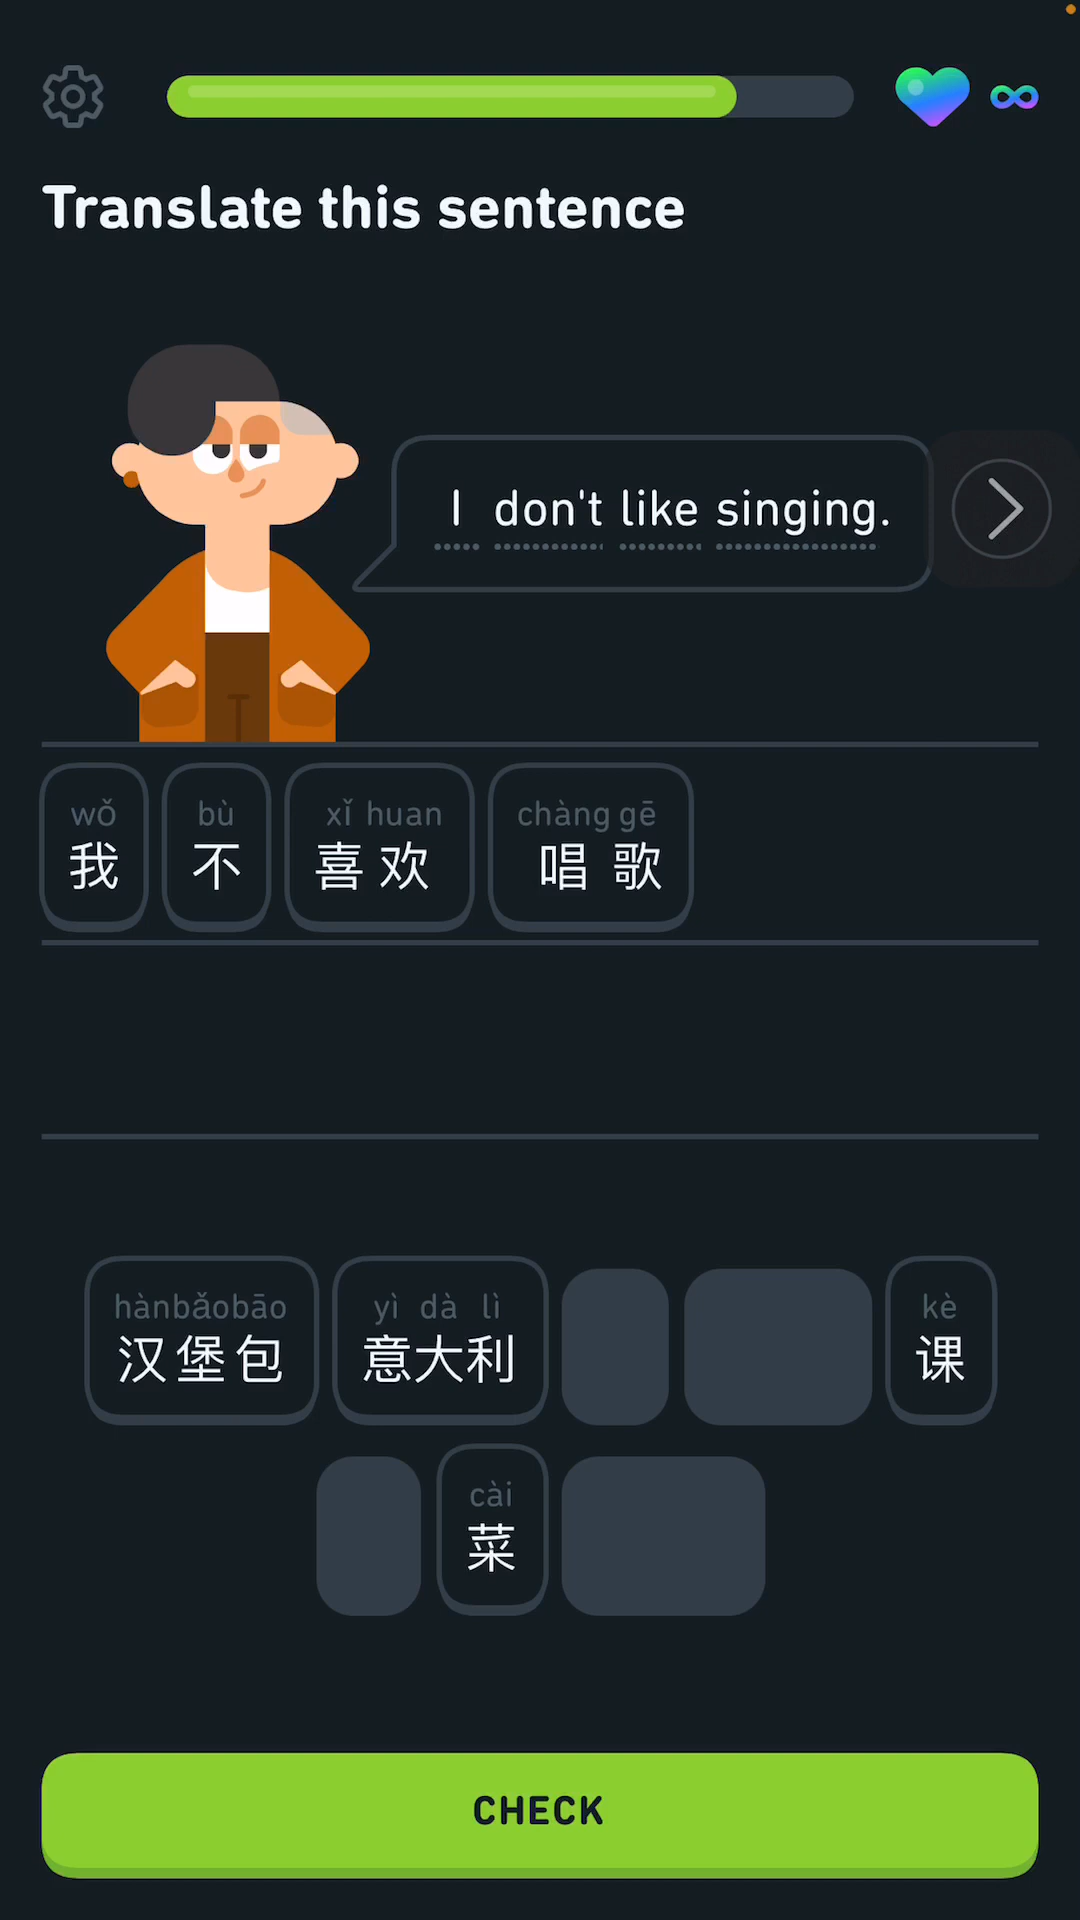 Translate this sentence
I don't like singing.
wǒ bù xǐ huan chàng gē
我 不 喜欢 唱歌
hànbǎobāo yì dà lì kè
汉堡包 意大利 课
cài
菜
CHECK